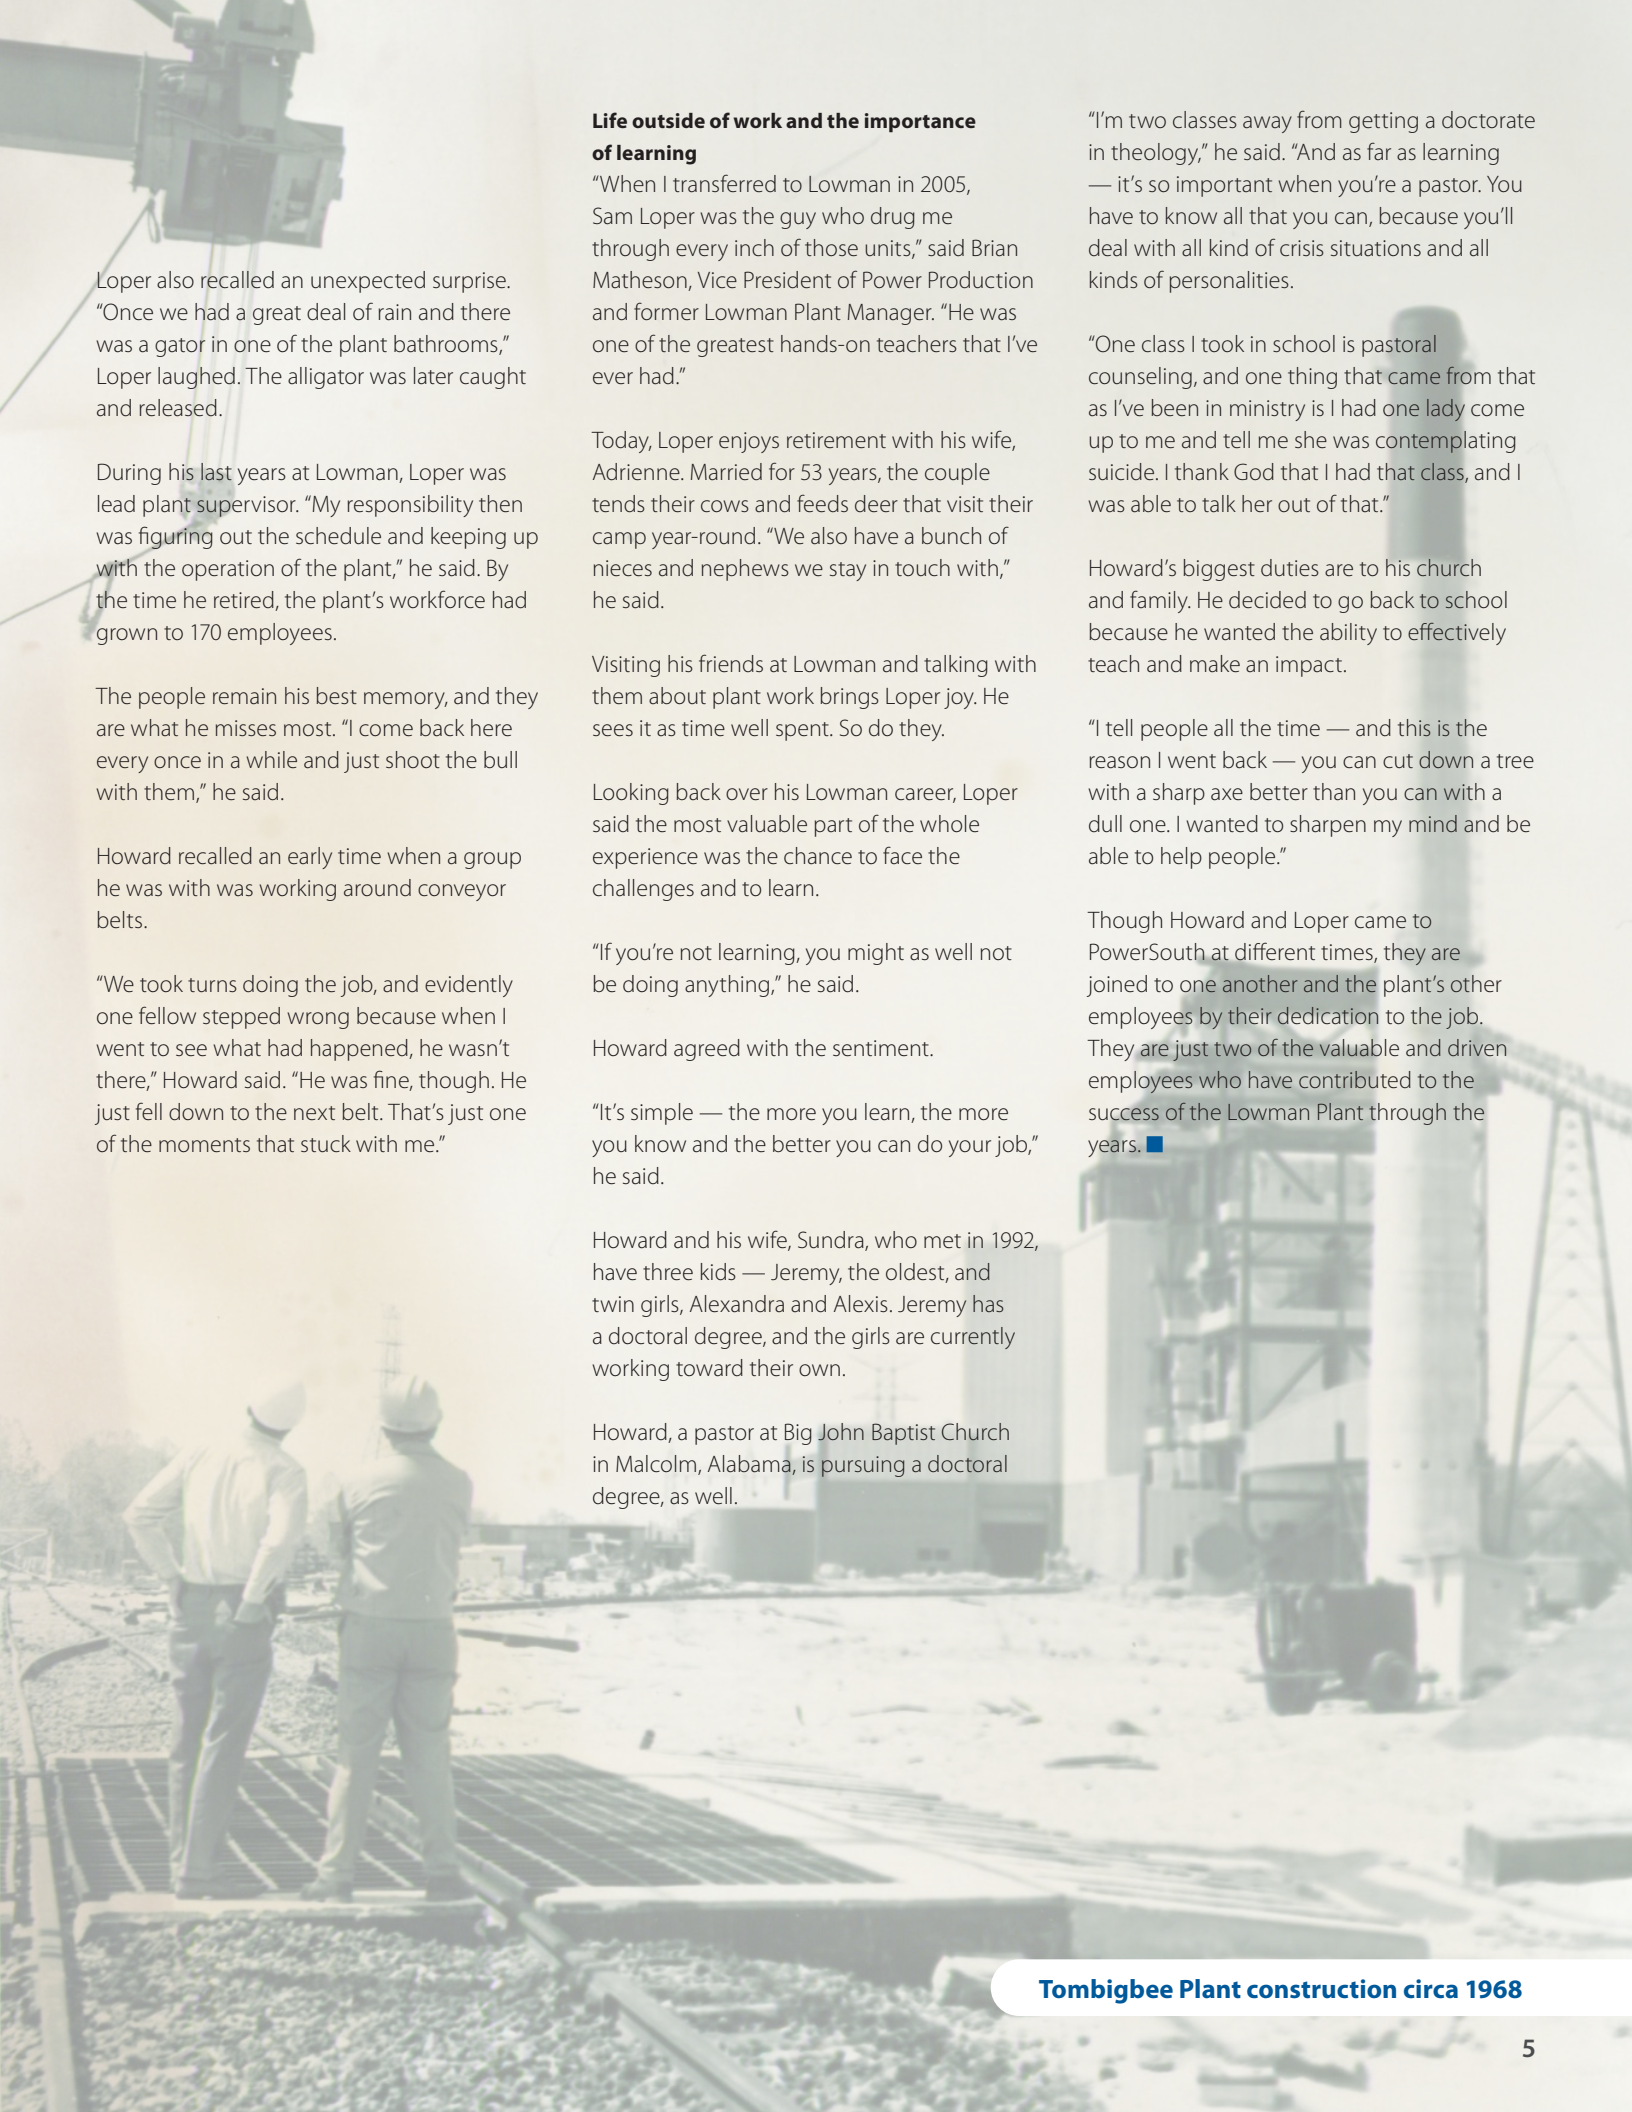 Loper also recalled an unexpected surprise.
“Once we had a great deal of rain and there
was a gator in one of the plant bathrooms,”
Loper laughed. The alligator was later caught
and released.
During his last years at Lowman, Loper was
lead plant supervisor. “My responsibility then
was figuring out the schedule and keeping up
with the operation of the plant,” he said. By
the time he retired, the plant’s workforce had
grown to 170 employees.
The people remain his best memory, and they
are what he misses most. “I come back here
every once in a while and just shoot the bull
with them,” he said.
Howard recalled an early time when a group
he was with was working around conveyor
belts.
“We took turns doing the job, and evidently
one fellow stepped wrong because when I
went to see what had happened, he wasn’t
there,” Howard said. “He was fine, though. He
just fell down to the next belt. That’s just one
of the moments that stuck with me.”
Life outside of work and the importance
of learning
“When I transferred to Lowman in 2005,
Sam Loper was the guy who drug me
through every inch of those units,” said Brian
Matheson, Vice President of Power Production
and former Lowman Plant Manager. “He was
one of the greatest hands-on teachers that I’ve
ever had.”
Today, Loper enjoys retirement with his wife,
Adrienne. Married for 53 years, the couple
tends their cows and feeds deer that visit their
camp year-round. “We also have a bunch of
nieces and nephews we stay in touch with,”
he said.
Visiting his friends at Lowman and talking with
them about plant work brings Loper joy. He
sees it as time well spent. So do they.
Looking back over his Lowman career, Loper
said the most valuable part of the whole
experience was the chance to face the
challenges and to learn.
“If you’re not learning, you might as well not
be doing anything,” he said.
Howard agreed with the sentiment.
“It’s simple — the more you learn, the more
you know and the better you can do your job,”
he said.
Howard and his wife, Sundra, who met in 1992,
have three kids — Jeremy, the oldest, and
twin girls, Alexandra and Alexis. Jeremy has
a doctoral degree, and the girls are currently
working toward their own.
Howard, a pastor at Big John Baptist Church
in Malcolm, Alabama, is pursuing a doctoral
degree, as well.
“I’m two classes away from getting a doctorate
in theology,” he said. “And as far as learning
— it’s so important when you’re a pastor. You
have to know all that you can, because you’ll
deal with all kind of crisis situations and all
kinds of personalities.
“One class I took in school is pastoral
counseling, and one thing that came from that
as I’ve been in ministry is I had one lady come
up to me and tell me she was contemplating
suicide. I thank God that I had that class, and I
was able to talk her out of that.”
Howard’s biggest duties are to his church
and family. He decided to go back to school
because he wanted the ability to effectively
teach and make an impact.
“I tell people all the time — and this is the
reason I went back — you can cut down a tree
with a sharp axe better than you can with a
dull one. I wanted to sharpen my mind and be
able to help people.”
Though Howard and Loper came to
PowerSouth at different times, they are
joined to one another and the plant’s other
employees by their dedication to the job.
They are just two of the valuable and driven
employees who have contributed to the
success of the Lowman Plant through the
years. ■
Tombigbee Plant construction circa 1968
5